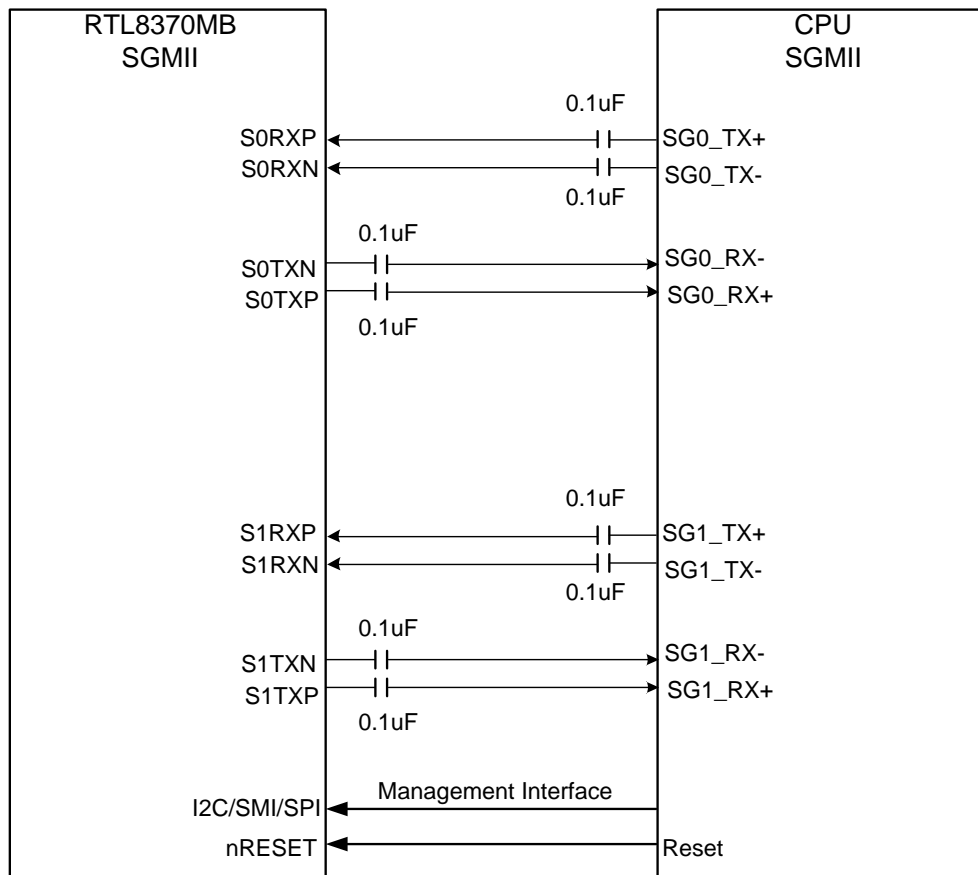 RTL8370MB
SGMII
CPU
SGMII
0.1uF
S0RXP
SG0_TX+
S0RXN
SG0_TX-
0.1uF
0.1uF
S0TXN
SG0_RX-
S0TXP
SG0_RX+
0.1uF
0.1uF
S1RXP
SG1_TX+
S1RXN
SG1_TX-
0.1uF
0.1uF
S1TXN
SG1_RX-
S1TXP
SG1_RX+
0.1uF
Management Interface
I2C/SMI/SPI
nRESET
Reset